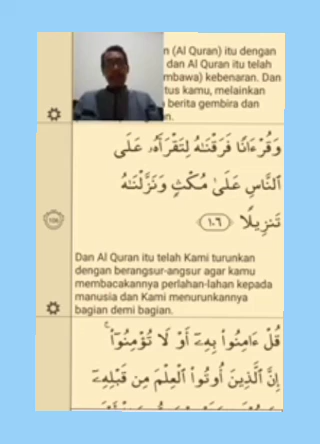 n (Al Quran) itu dengan
dan Al Quran itu telah
mbawa) kebenaran. Dan
tus kamu, melainkan
berita gembira dan
n.
وَقُرْءَانًا فَرَقْنَـٰهُ لِتَقْرَأَهُۥ عَلَى
ٱلنَّاسِ عَلَىٰ مُكْثٍ وَنَزَّلْنَـٰهُ
تَنزِيلًا ١٠٦
Dan Al Quran itu telah Kami turunkan
dengan berangsur-angsur agar kamu
membacakannya perlahan-lahan kepada
manusia dan Kami menurunkannya
bagian demi bagian.
قُلْ ءَامِنُوا۟ بِهِۦٓ أَوْ لَا تُؤْمِنُوٓا۟ ۚ
إِنَّ ٱلَّذِينَ أُوتُوا۟ ٱلْعِلْمَ مِن قَبْلِهِۦٓ